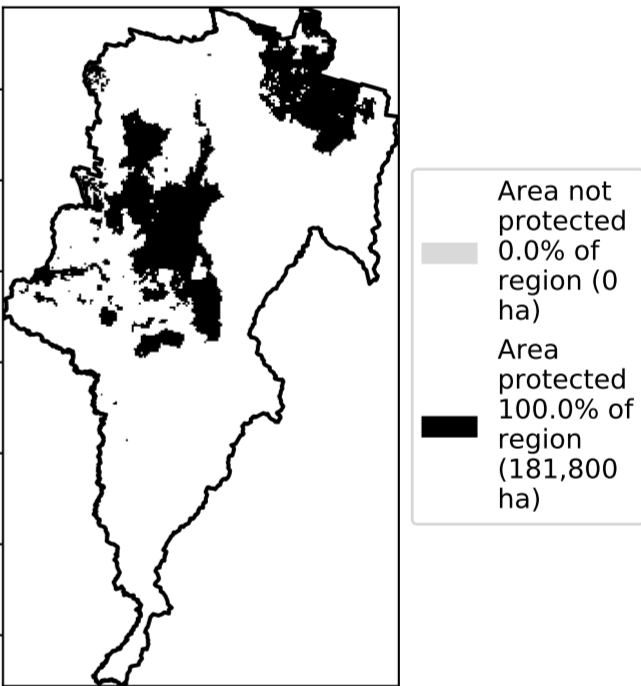 Area not
protected
0.0% of
region (0
ha)
Area
protected
100.0% of
region
(181,800
ha)